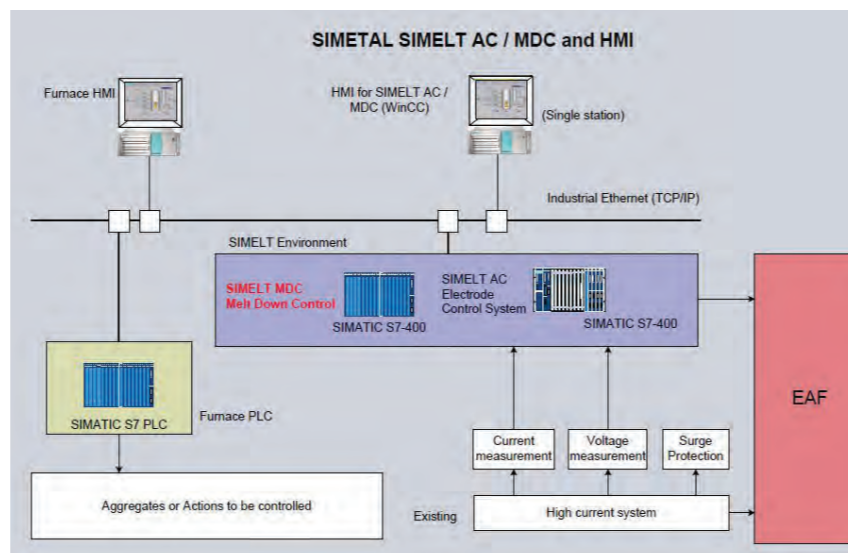 SIMETAL SIMELT AC / MDC and HMI
Furnace HMI
HMI for SIMELT AC /
MDC (WinCC)
(Single station)
Industrial Ethernet (TCP/IP)
SIMELT Environment
SIMELT MDC
Melt Down Control
SIMATIC S7-400
SIMELT AC
Electrode
Control System
SIMATIC S7-400
EAF
SIMATIC S7 PLC
Furnace PLC
Current
measurement
Voltage
measurement
Surge
Protection
Aggregates or Actions to be controlled
Existing
High current system